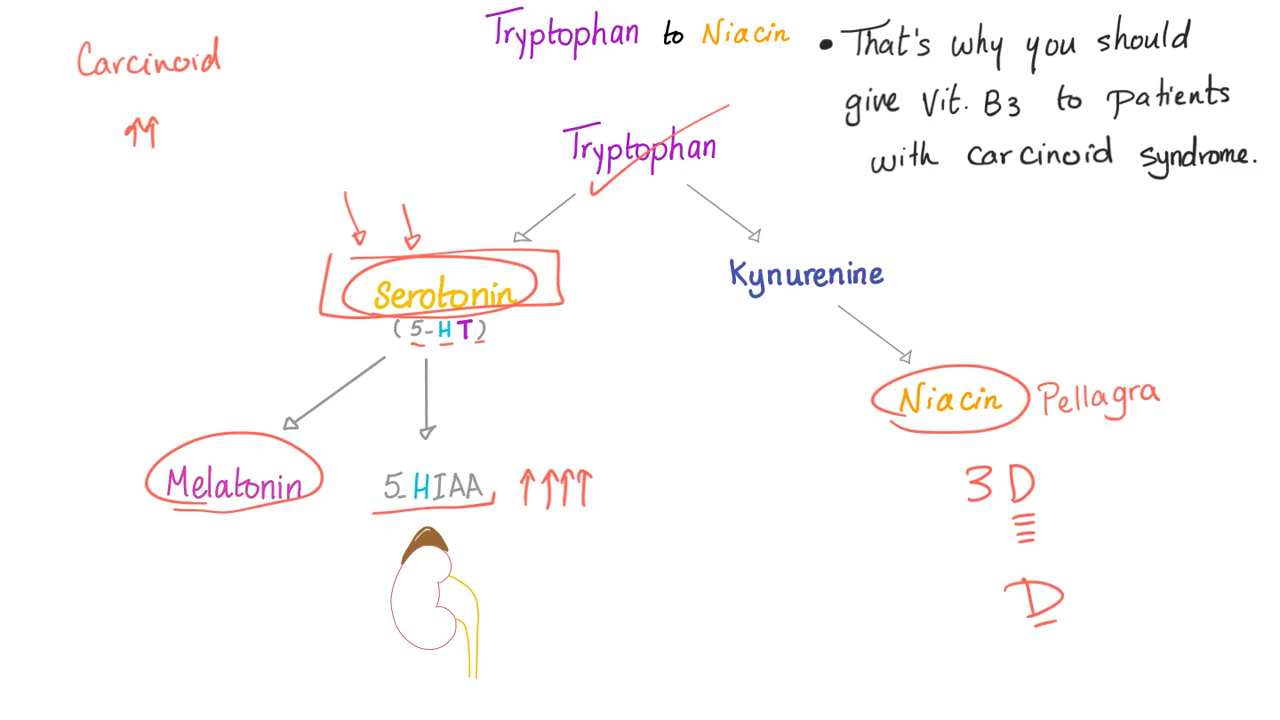 Carcinoid
Tryptophan to Niacin
• That's why you should
give Vit. B3 to patients
with carcinoid syndrome.
Tryptophan
Serotonin
(5-HT)
Kynurenine
Niacin
Pellagra
Melatonin
5-HIAA
3 D
D